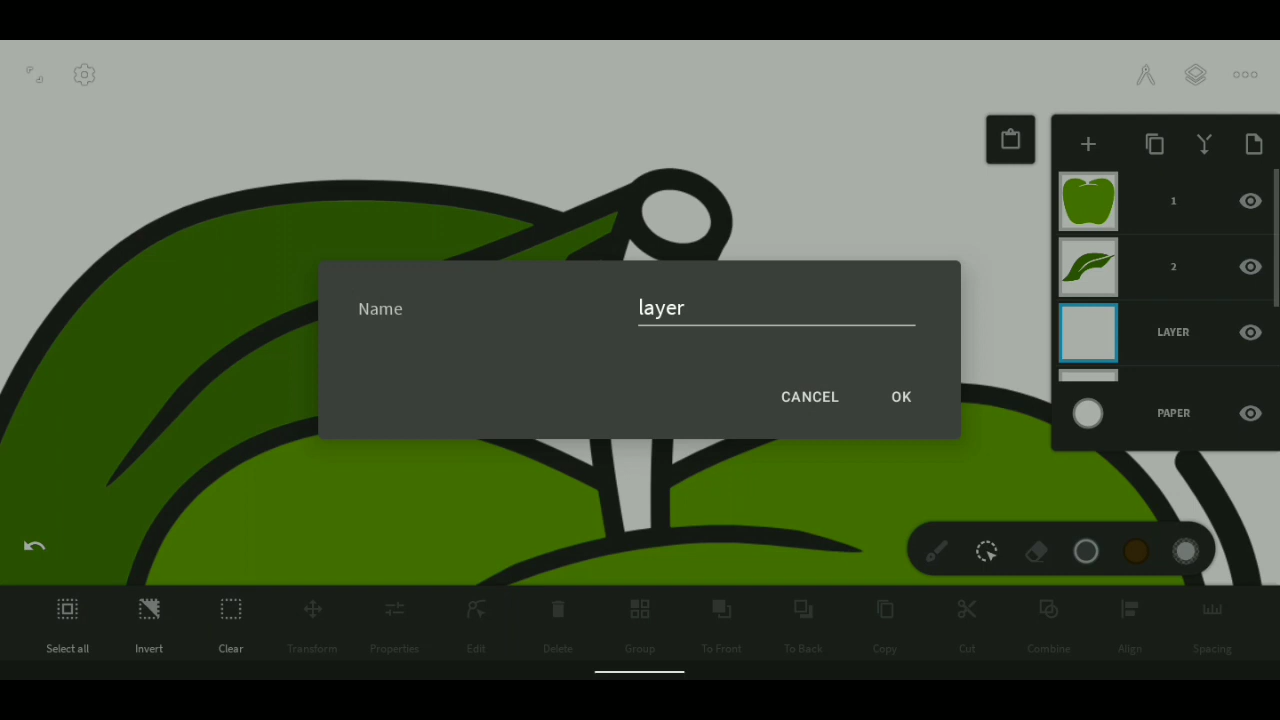 1
2
Name layer
LAYER
CANCEL OK
PAPER
Select all Invert Clear Transform Properties Edit Delete Group To Front To Back Copy Cut Combine Align Spacing